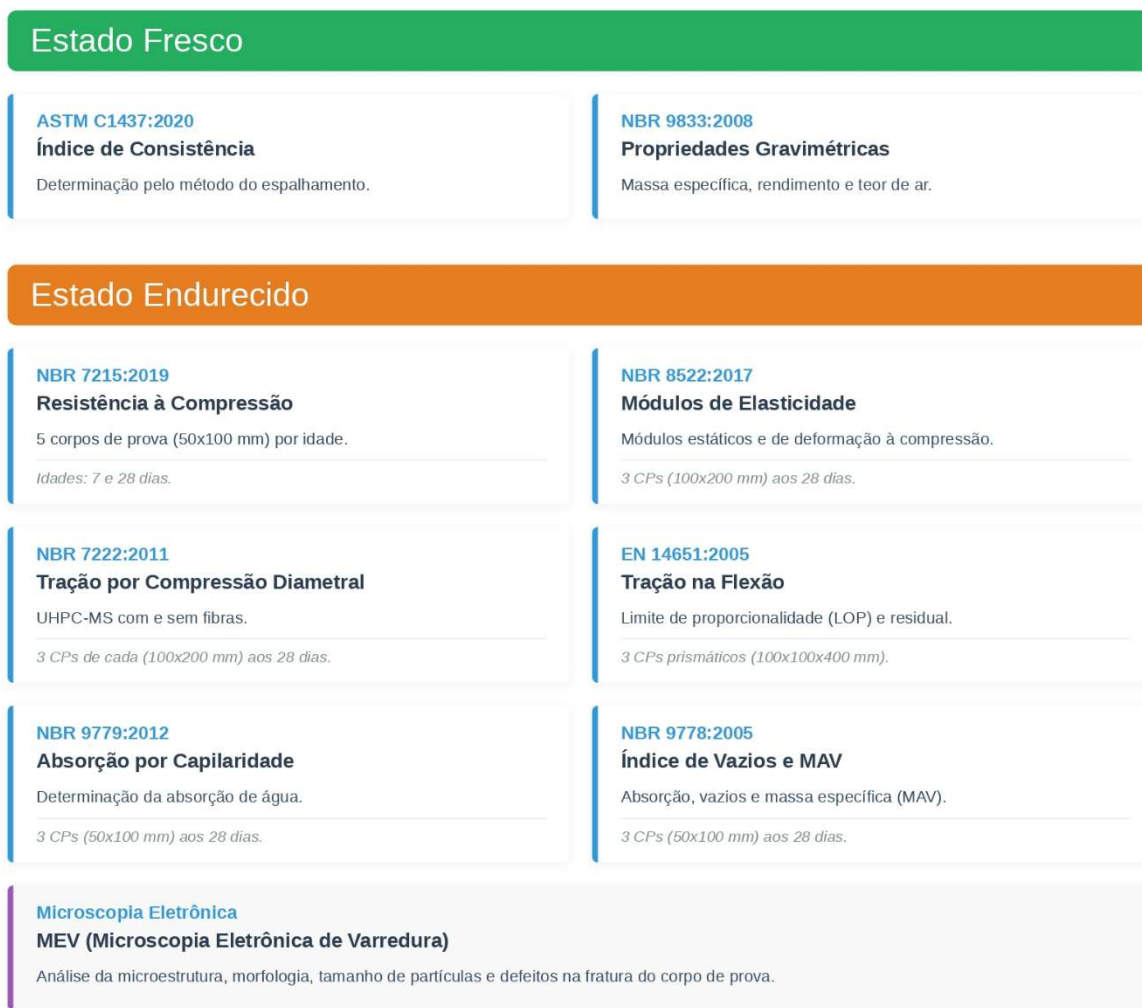 Estado Fresco
ASTM C1437:2020
Índice de Consistência
Determinação pelo método do espalhamento.
NBR 9833:2008
Propriedades Gravimétricas
Massa específica, rendimento e teor de ar.
Estado Endurecido
NBR 7215:2019
Resistência à Compressão
5 corpos de prova (50x100 mm) por idade.
Idades: 7 e 28 dias.
NBR 8522:2017
Módulos de Elasticidade
Módulos estáticos e de deformação à compressão.
3 CPs (100x200 mm) aos 28 dias.
NBR 7222:2011
Tração por Compressão Diametral
UHPC-MS com e sem fibras.
3 CPs de cada (100x200 mm) aos 28 dias.
EN 14651:2005
Tração na Flexão
Limite de proporcionalidade (LOP) e residual.
3 CPs prismáticos (100x100x400 mm).
NBR 9779:2012
Absorção por Capilaridade
Determinação da absorção de água.
3 CPs (50x100 mm) aos 28 dias.
NBR 9778:2005
Índice de Vazios e MAV
Absorção, vazios e massa específica (MAV).
3 CPs (50x100 mm) aos 28 dias.
Microscopia Eletrônica
MEV (Microscopia Eletrônica de Varredura)
Análise da microestrutura, morfologia, tamanho de partículas e defeitos na fratura do corpo de prova.